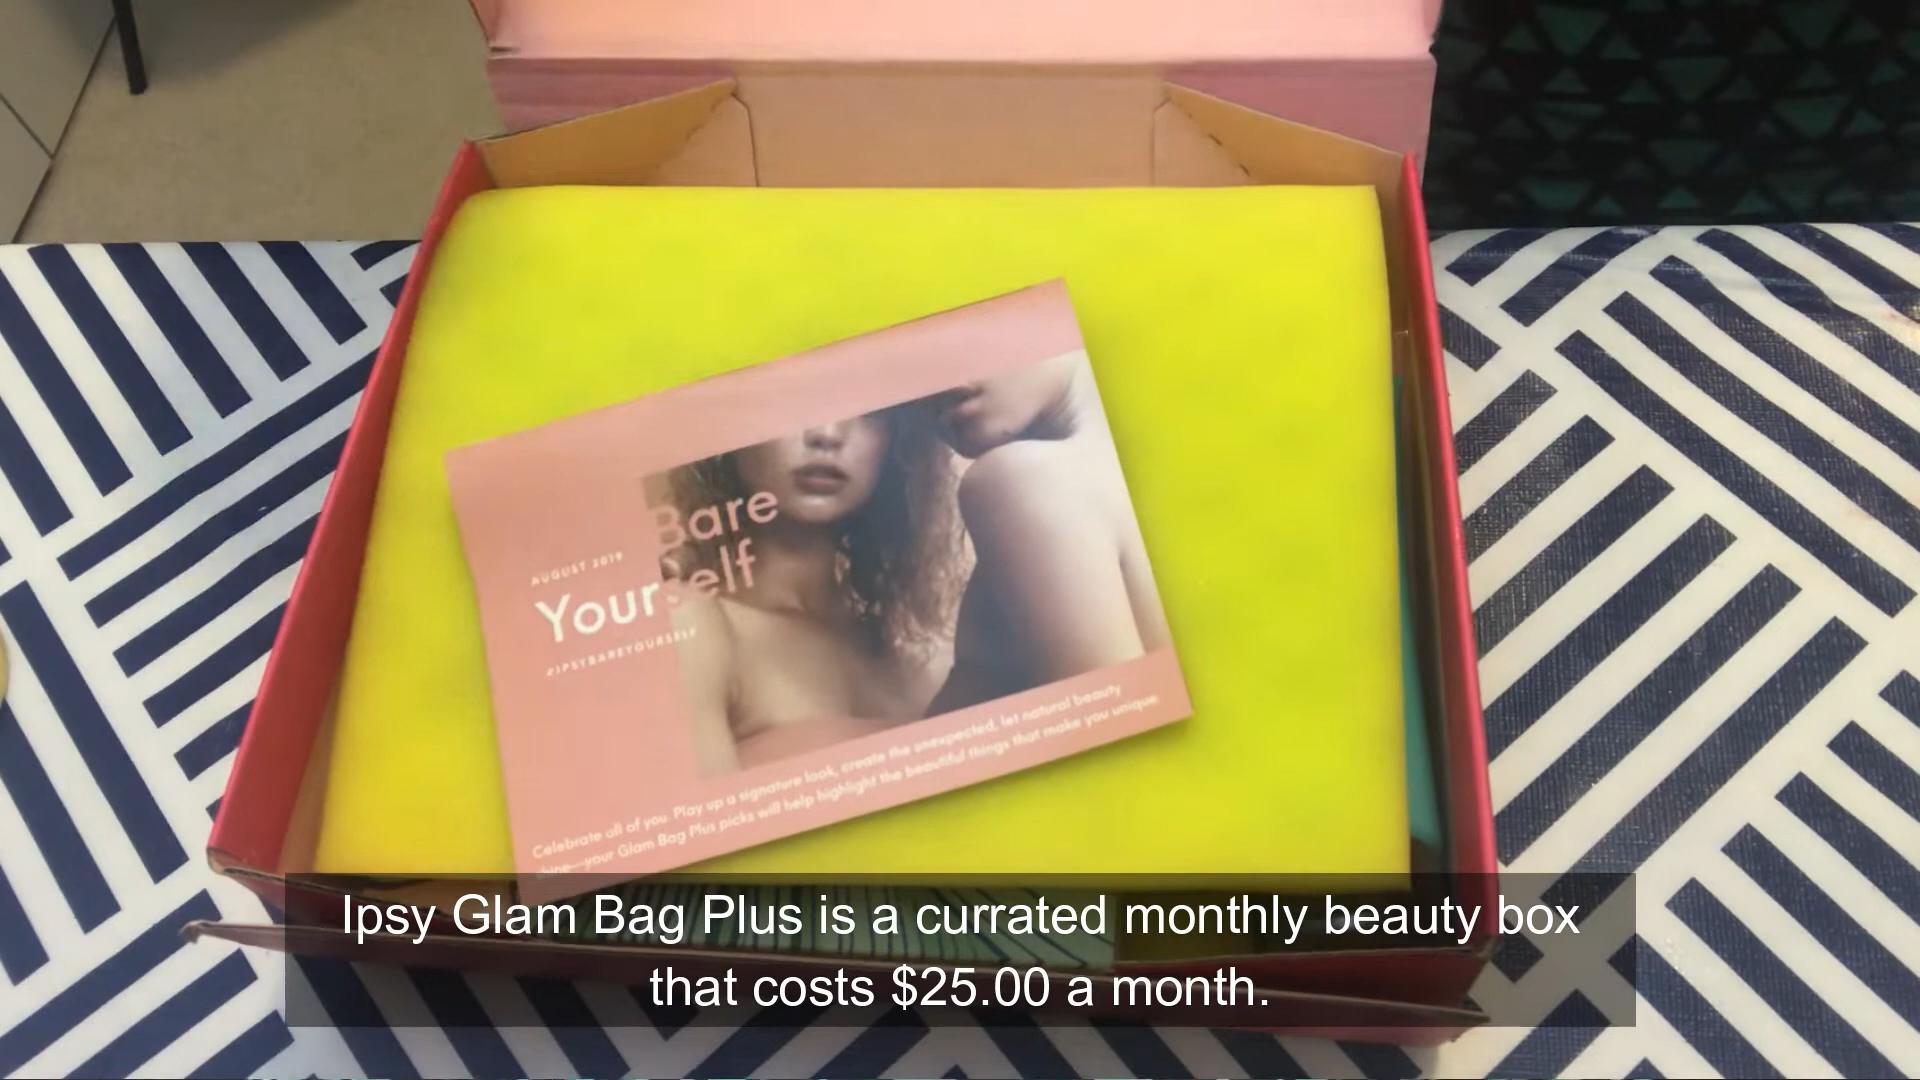 Bare
AUGUST 2019
Yourself
#IPSYBAREYOURSELF
Celebrate all of you. Play up a signature look, create the unexpected, let natural beauty
shine—your Glam Bag Plus picks will help highlight the beautiful things that make you unique.
Ipsy Glam Bag Plus is a currated monthly beauty box
that costs $25.00 a month.